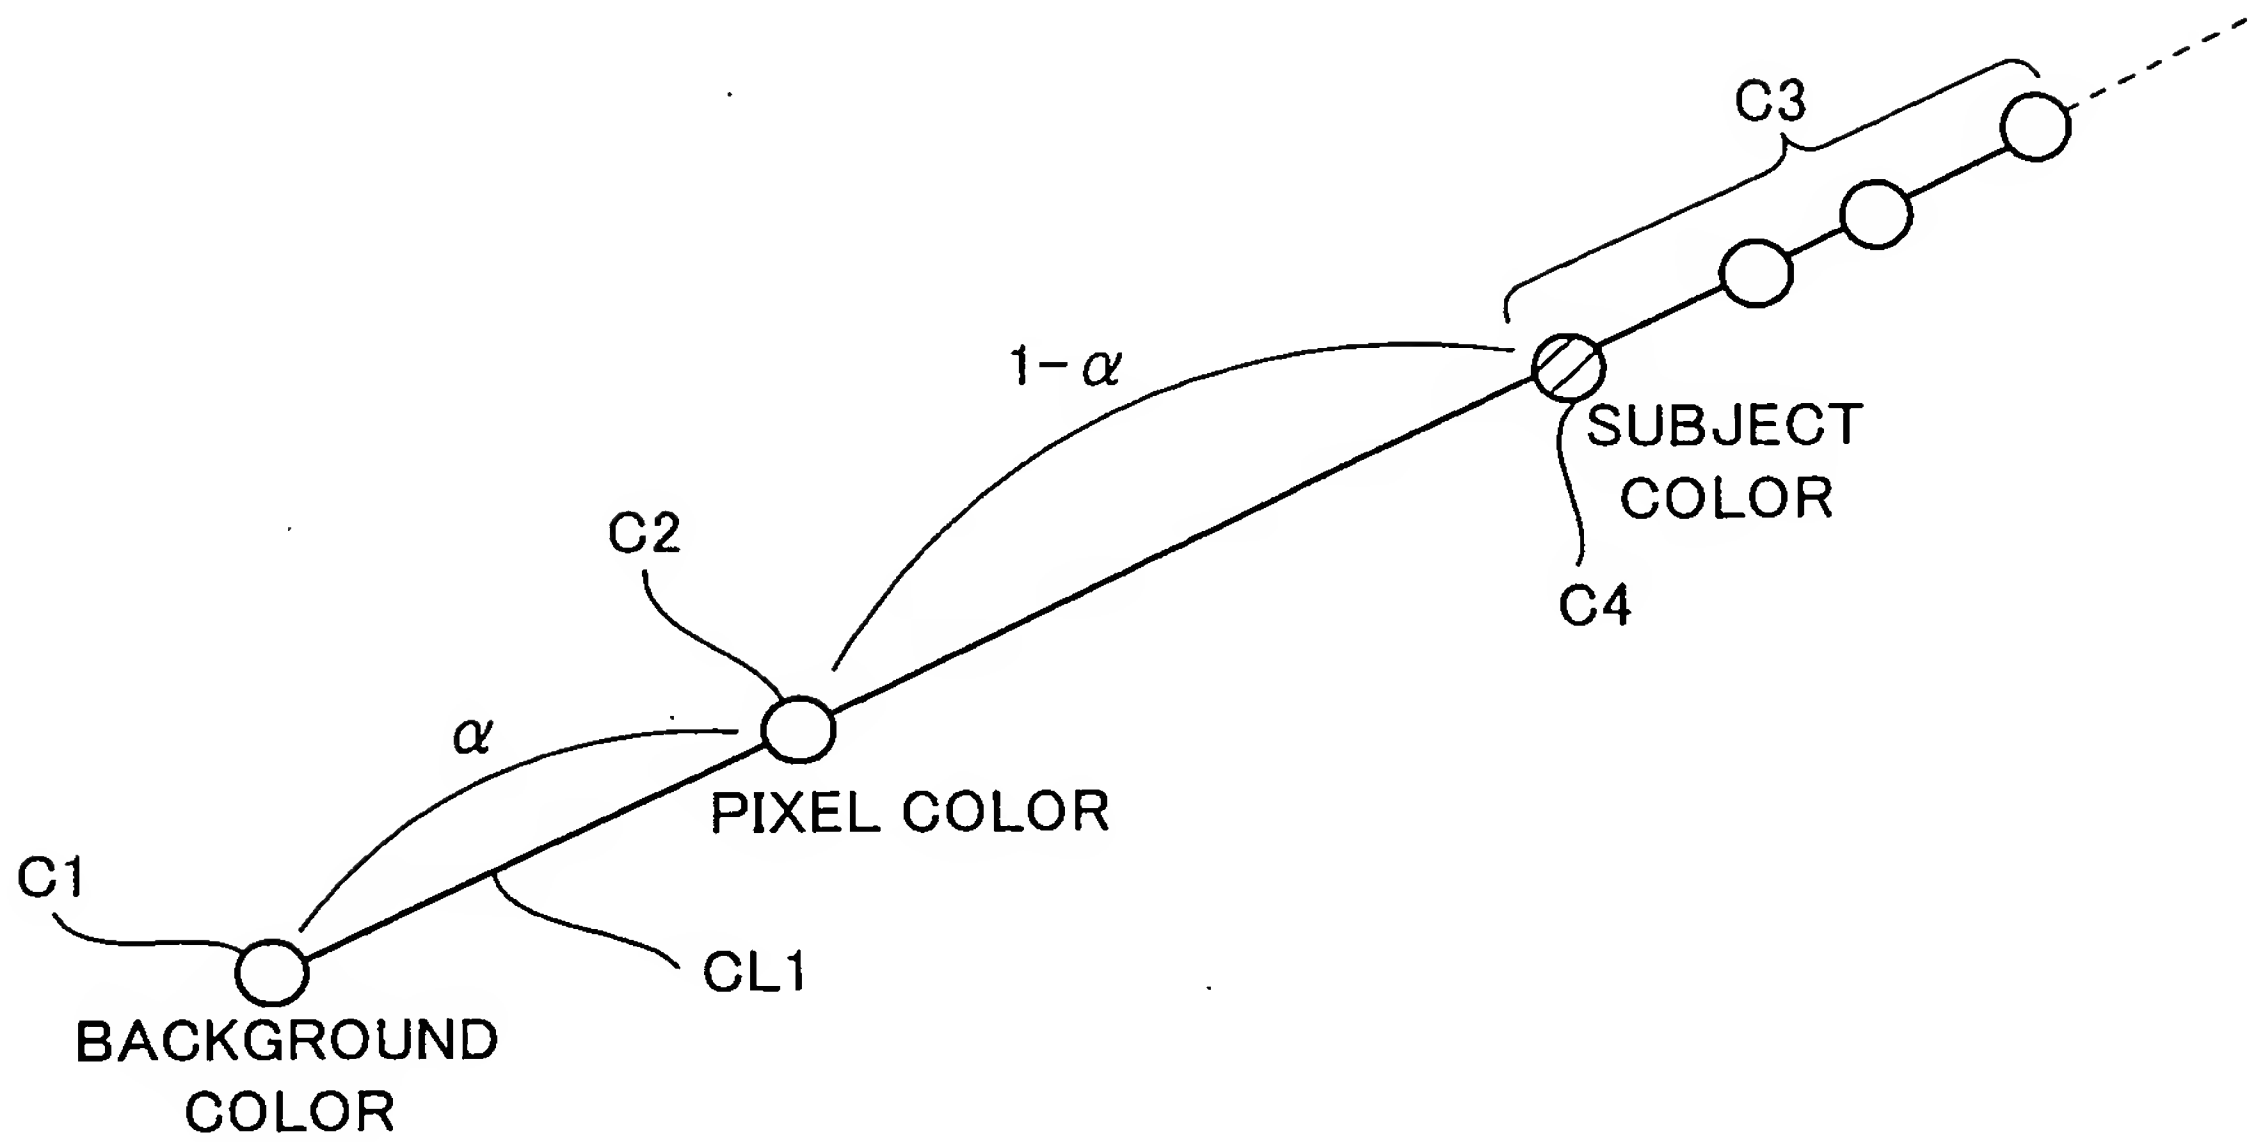 C3
1-α
SUBJECT
COLOR
C2
C4
α
PIXEL COLOR
C1
CL1
BACKGROUND
COLOR